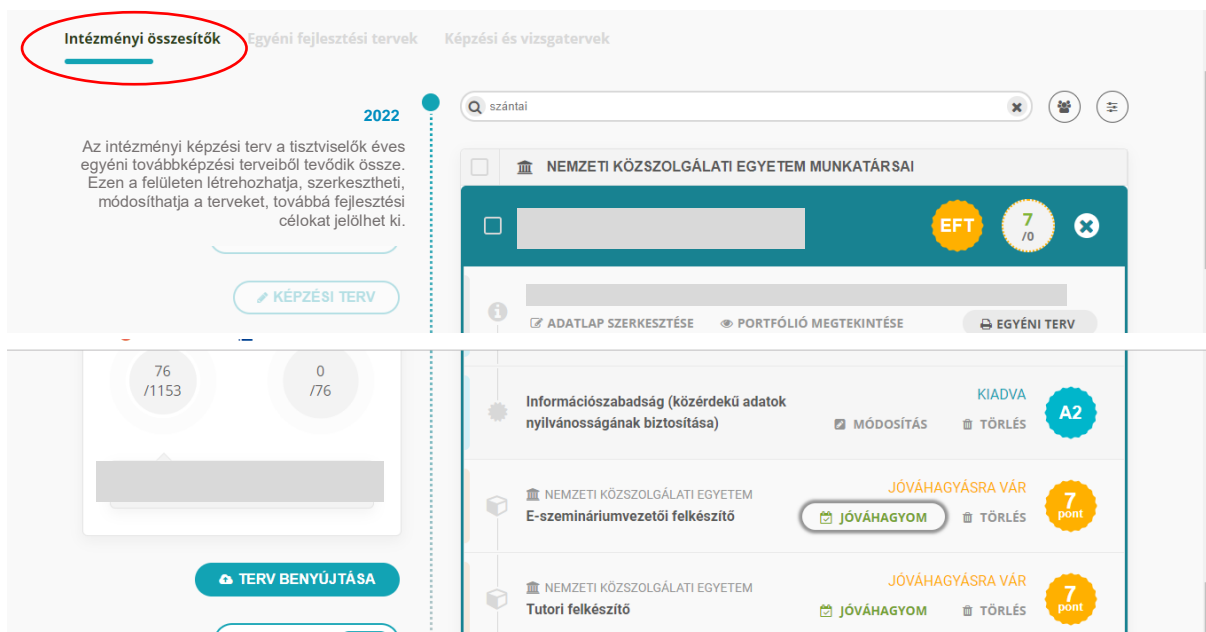 Intézményi összesítők Egyéni fejlesztési tervek Képzési és vizsgatervek
2022
Az intézményi képzési terv a tisztviselők éves
egyéni továbbképzési terveiből tevődik össze.
Ezen a felületen létrehozhatja, szerkesztheti,
módosíthatja a terveket, továbbá fejlesztési
célokat jelölhet ki.
KÉPZÉSI TERV
szántai
NEMZETI KÖZSZOLGÁLATI EGYETEM MUNKATÁRSAI
EFT
7
/0
ADATLAP SZERKESZTÉSE PORTFÓLIÓ MEGTEKINTÉSE EGYÉNI TERV
76
/1153
0
/76
TERV BENYÚJTÁSA
Információszabadság (közérdekű adatok
nyilvánosságának biztosítása)
KIADVA
MÓDOSÍTÁS TÖRLÉS
A2
NEMZETI KÖZSZOLGÁLATI EGYETEM
E-szemináriumvezetői felkészítő
JÓVÁHAGYÁSRA VÁR
JÓVÁHAGYOM TÖRLÉS
7
pont
NEMZETI KÖZSZOLGÁLATI EGYETEM
Tutori felkészítő
JÓVÁHAGYÁSRA VÁR
JÓVÁHAGYOM TÖRLÉS
7
pont